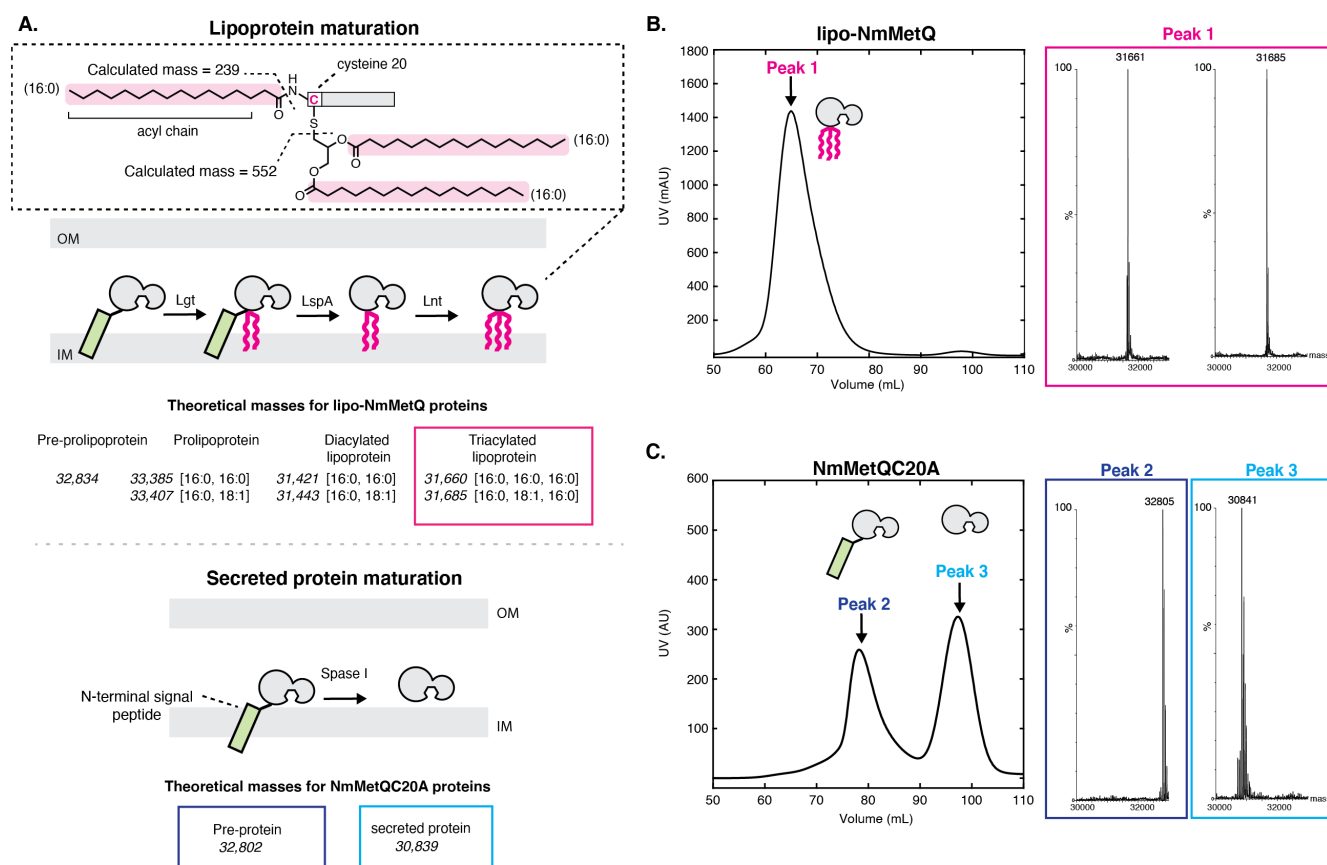 A.
Lipoprotein maturation
Calculated mass = 239
cysteine 20
(16:0)
H
N
C
O
acyl chain
S
O
O
(16:0)
Calculated mass = 552
O
O
(16:0)
OM
Lgt
LspA
Lnt
IM
Theoretical masses for lipo-NmMetQ proteins
Pre-prolipoprotein
Prolipoprotein
Diacylated
lipoprotein
Triacylated
lipoprotein
32,834
33,385 [16:0, 16:0]
31,421 [16:0, 16:0]
31,660 [16:0, 16:0, 16:0]
33,407 [16:0, 18:1]
31,443 [16:0, 18:1]
31,685 [16:0, 18:1, 16:0]
Secreted protein maturation
OM
Spase I
N-terminal signal
peptide
IM
Theoretical masses for NmMetQC20A proteins
Pre-protein
32,802
secreted protein
30,839
B.
lipo-NmMetQ
1800
1600
1400
1200
1000
800
600
400
200
UV (mAU)
Peak 1
50 60 70 80 90 100 110
Volume (mL)
Peak 1
31661
100
%
30000 32000
31685
100
%
30000 32000
mass
C.
NmMetQC20A
600
500
400
300
200
100
UV (AU)
Peak 2
Peak 3
50 60 70 80 90 100 110
Volume (mL)
Peak 2
32805
100
%
30000 32000
Peak 3
30841
100
%
30000 32000
mass